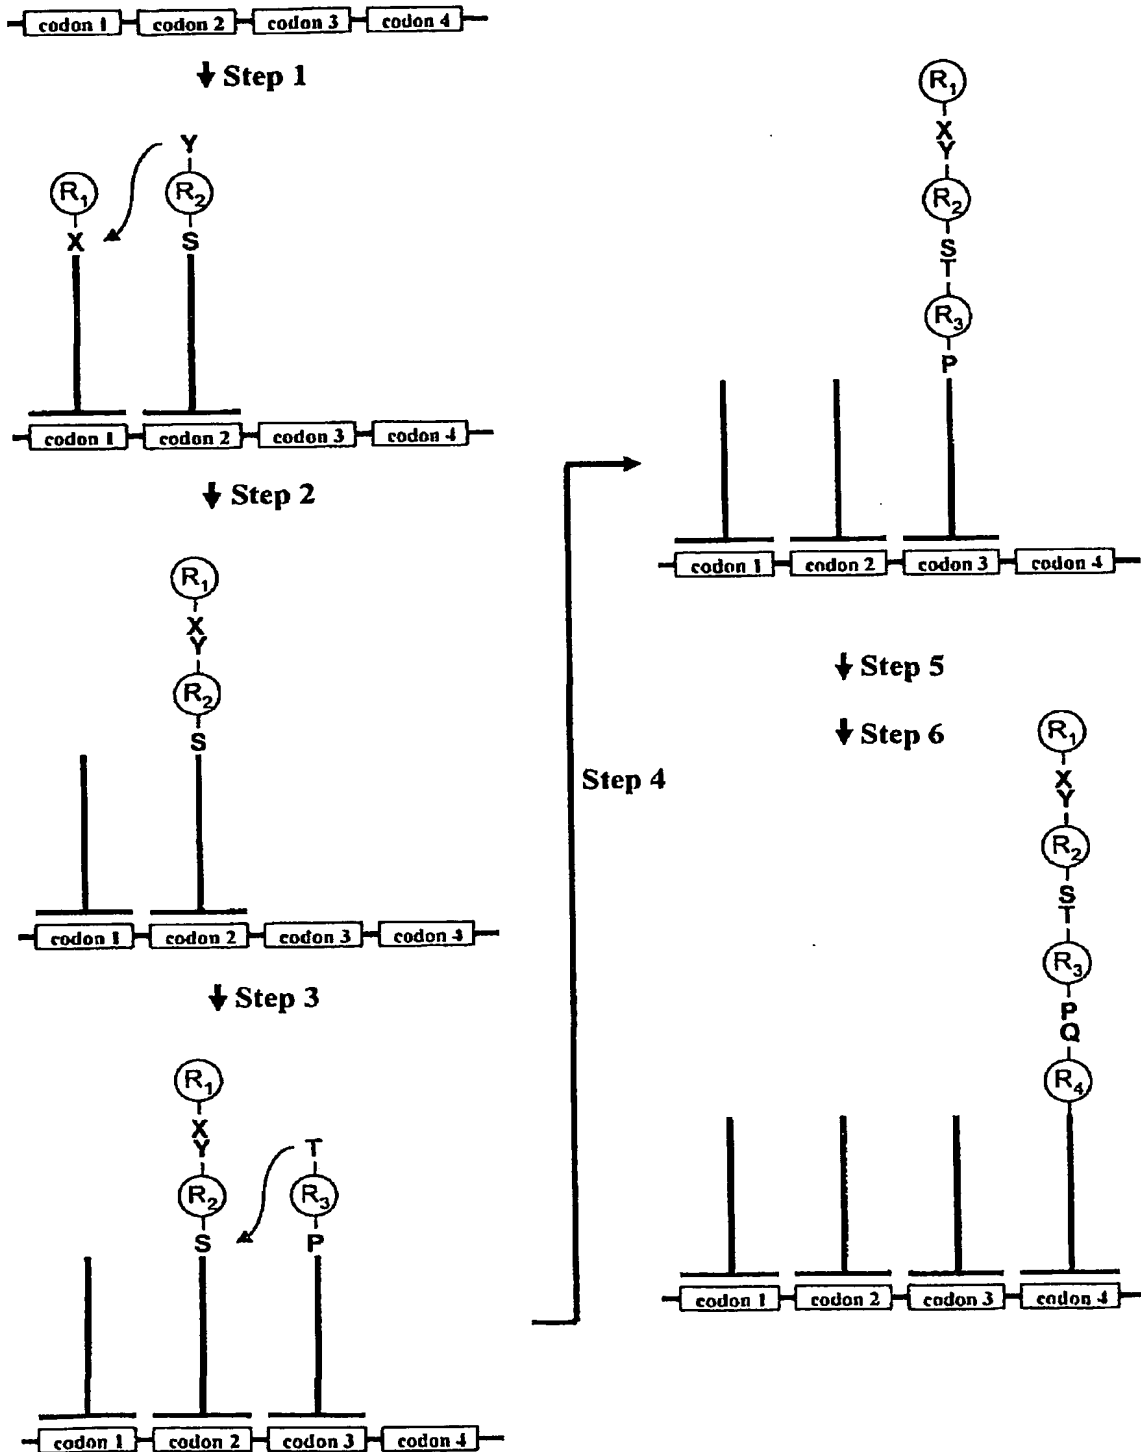 codon 1 codon 2 codon 3 codon 4
Step 1
Y
R₁ R₂
X S
codon 1 codon 2 codon 3 codon 4
Step 2
R₁
X
Y
R₂
S
codon 1 codon 2 codon 3 codon 4
Step 3
R₁
X
Y T
R₂ R₃
S P
codon 1 codon 2 codon 3 codon 4
Step 4
R₁
X
Y
R₂
S
T
R₃
P
codon 1 codon 2 codon 3 codon 4
Step 5
Step 6
R₁
X
Y
R₂
S
T
R₃
P
Q
R₄
codon 1 codon 2 codon 3 codon 4